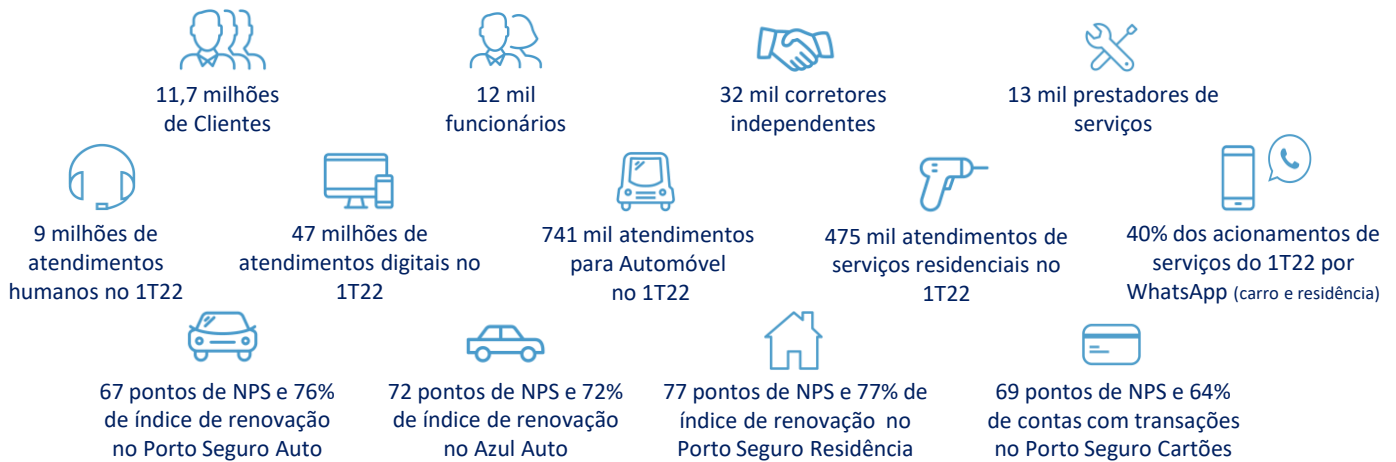 11,7 milhões
de Clientes
12 mil
funcionários
32 mil corretores
independentes
13 mil prestadores de
serviços
9 milhões de
atendimentos
humanos no 1T22
47 milhões de
atendimentos digitais no
1T22
741 mil atendimentos
para Automóvel
no 1T22
475 mil atendimentos de
serviços residenciais no
1T22
40% dos acionamentos de
serviços do 1T22 por
WhatsApp (carro e residência)
67 pontos de NPS e 76%
de índice de renovação
no Porto Seguro Auto
72 pontos de NPS e 72%
de índice de renovação
no Azul Auto
77 pontos de NPS e 77% de
índice de renovação no
Porto Seguro Residência
69 pontos de NPS e 64%
de contas com transações
no Porto Seguro Cartões